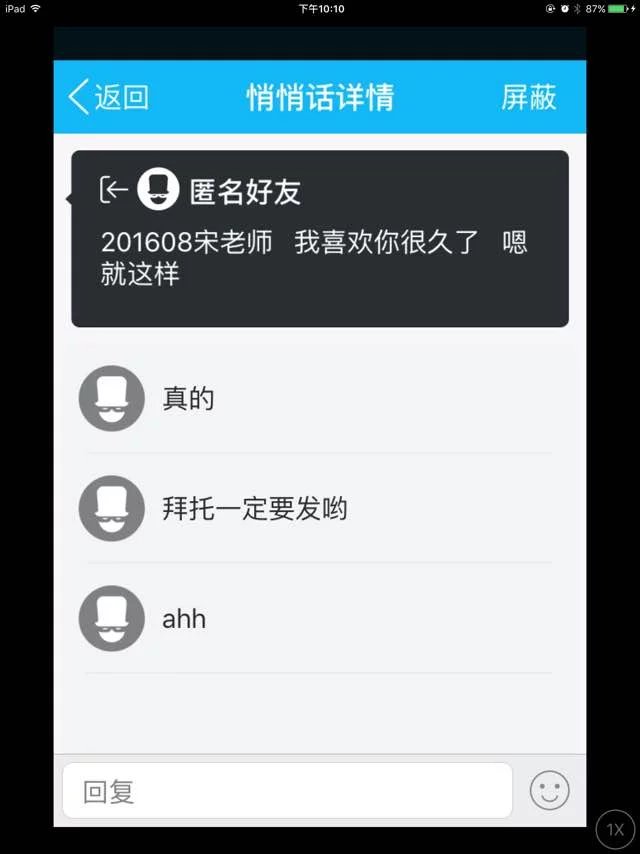 iPad 下午10:10 87%
返回 悄悄话详情 屏蔽
匿名好友
201608宋老师 我喜欢你很久了 嗯
就这样
真的
拜托一定要发哟
ahh
回复
1X